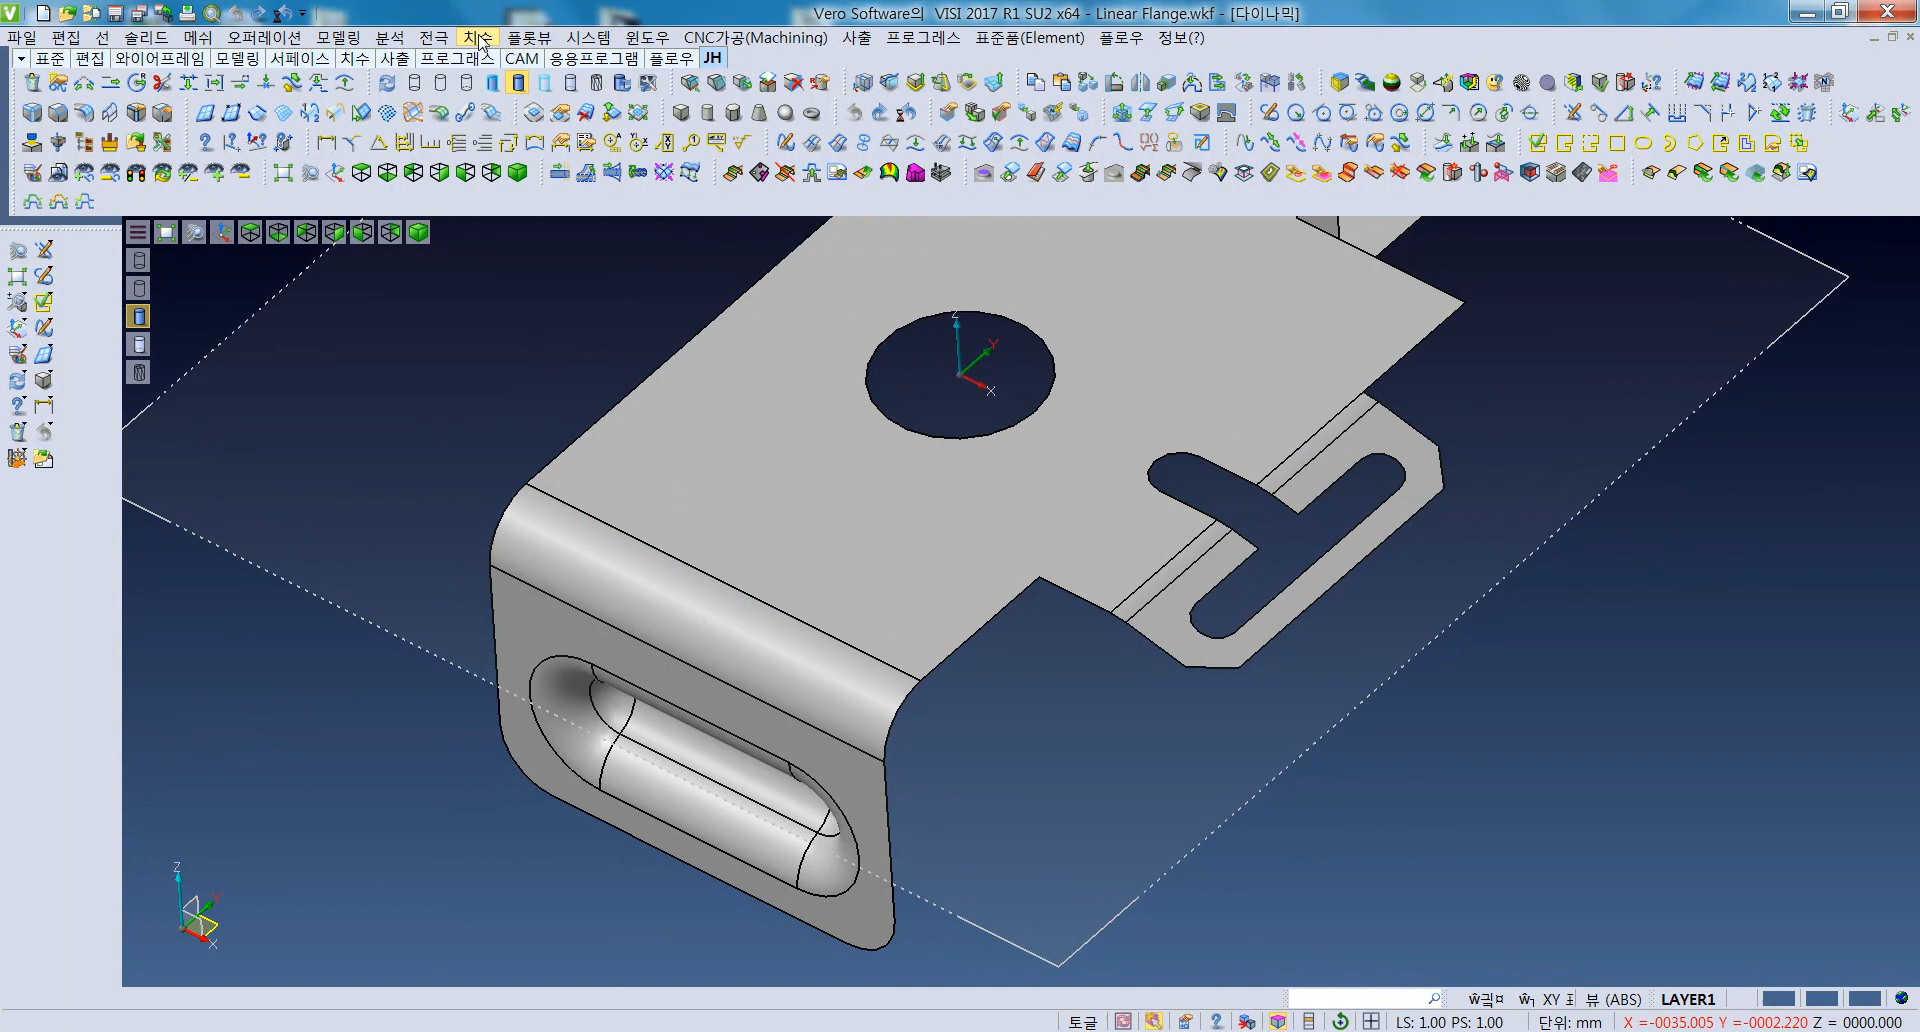 Vero Software의 VISI 2017 R1 SU2 x64 - Linear Flange.wkf - [다이나믹]
파일 편집 선 솔리드 메쉬 오퍼레이션 모델링 분석 전극 치수 플롯뷰 시스템 윈도우 CNC가공(Machining) 사출 프로그레스 표준품(Element) 플로우 정보(?)
표준 편집 와이어프레임 모델링 서페이스 치수 사출 프로그래스 CAM 응용프로그램 플로우 JH
Z
Y
X
Z
Y
X
XY
뷰 (ABS) LAYER1
토글 LS: 1.00 PS: 1.00 단위: mm X =-0035.005 Y =-0002.220 Z = 0000.000